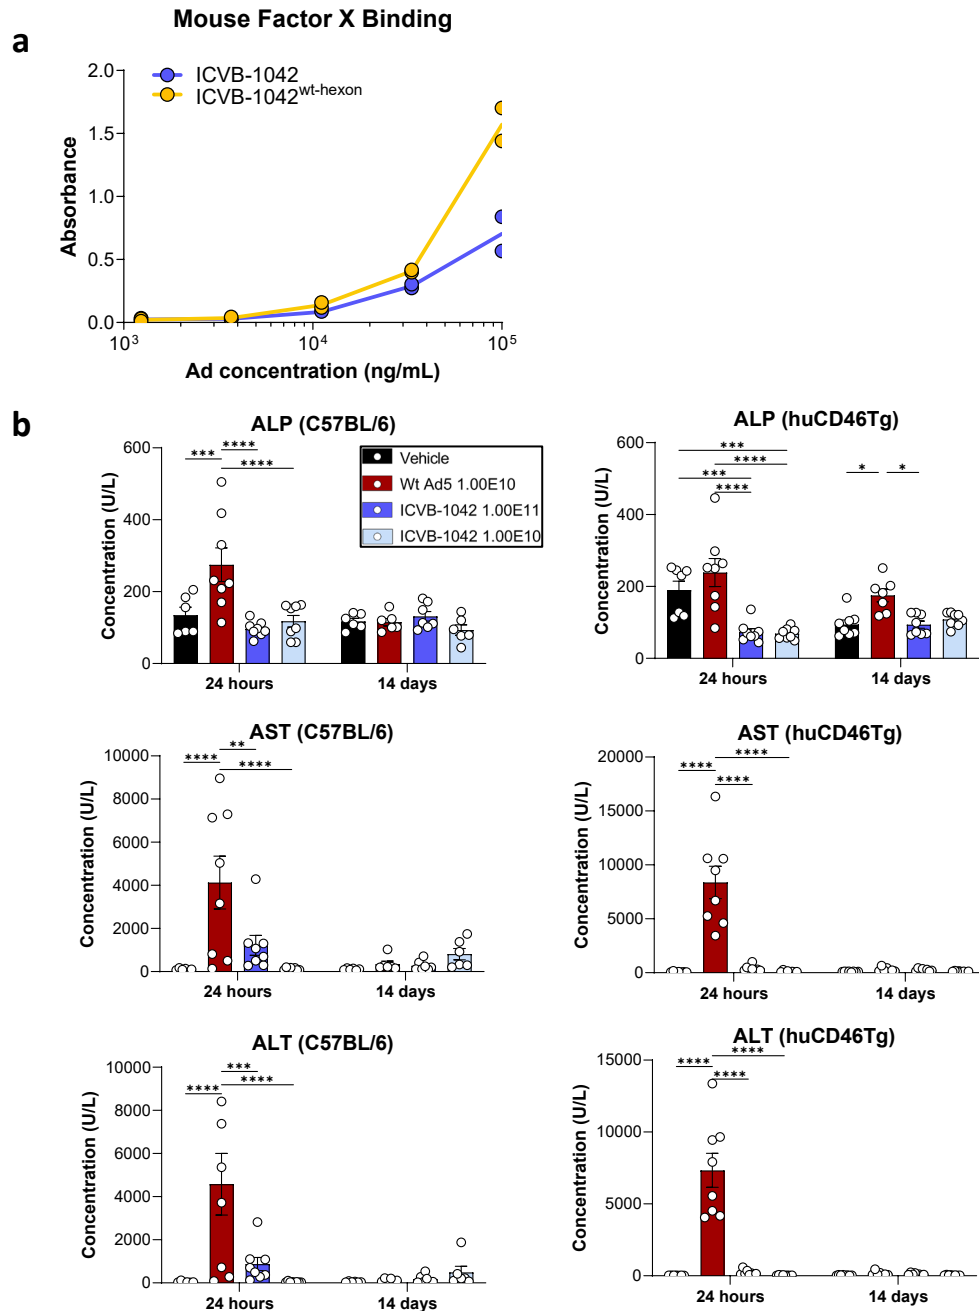 Mouse Factor X Binding
a
ICVB-1042
ICVB-1042wt-hexon
2.0
1.5
1.0
0.5
0.0
Absorbance
10³ 10⁴ 10⁵
Ad concentration (ng/mL)
b
ALP (C57BL/6)
600
400
200
0
Concentration (U/L)
*** **** ****
24 hours 14 days
Vehicle
Wt Ad5 1.00E10
ICVB-1042 1.00E11
ICVB-1042 1.00E10
ALP (huCD46Tg)
600
400
200
0
Concentration (U/L)
***
****
***
****
* *
24 hours 14 days
AST (C57BL/6)
10000
8000
6000
4000
2000
0
Concentration (U/L)
**** ** ****
24 hours 14 days
AST (huCD46Tg)
20000
15000
10000
5000
0
Concentration (U/L)
**** **** ****
24 hours 14 days
ALT (C57BL/6)
10000
8000
6000
4000
2000
0
Concentration (U/L)
**** *** ****
24 hours 14 days
ALT (huCD46Tg)
15000
10000
5000
0
Concentration (U/L)
**** **** ****
24 hours 14 days